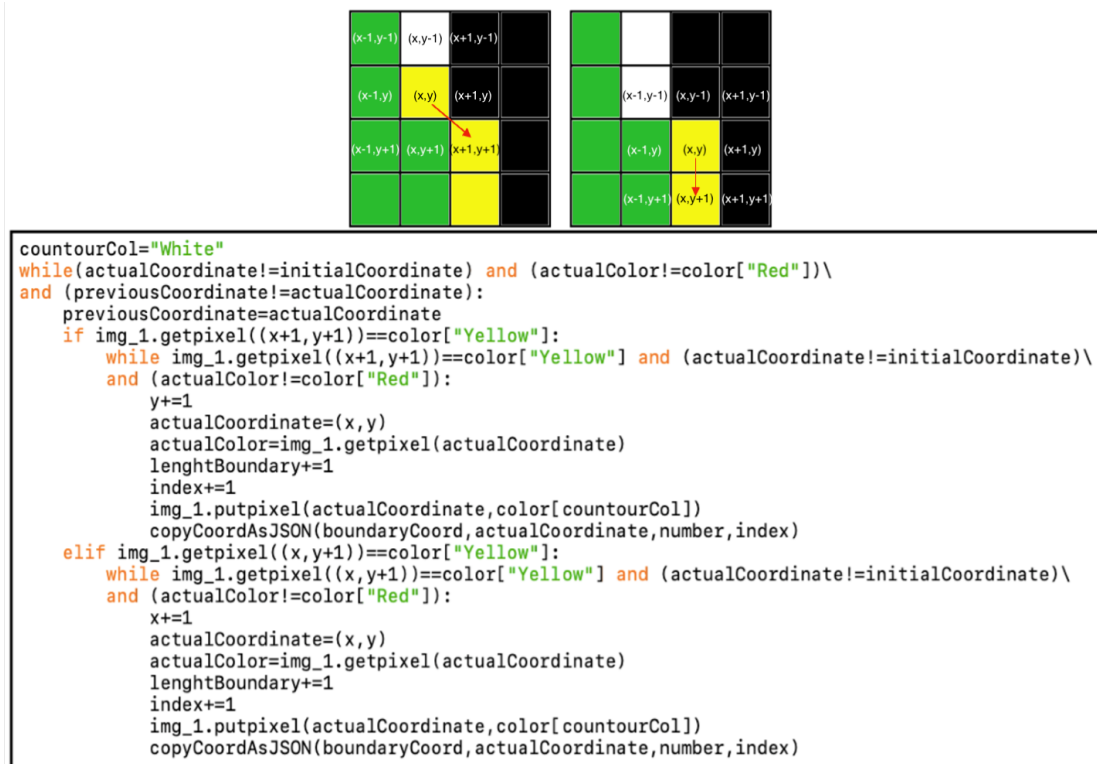 (x-1,y-1) (x,y-1) (x+1,y-1)
(x-1,y) (x,y) (x+1,y)
(x-1,y+1) (x,y+1) (x+1,y+1)
(x-1,y-1) (x,y-1) (x+1,y-1)
(x-1,y) (x,y) (x+1,y)
(x-1,y+1) (x,y+1) (x+1,y+1)
countourCol="White"
while(actualCoordinate!=initialCoordinate) and (actualColor!=color["Red"])\
and (previousCoordinate!=actualCoordinate):
    previousCoordinate=actualCoordinate
    if img_1.getpixel((x+1,y+1))==color["Yellow"]:
        while img_1.getpixel((x+1,y+1))==color["Yellow"] and (actualCoordinate!=initialCoordinate)\
        and (actualColor!=color["Red"]):
            y+=1
            actualCoordinate=(x,y)
            actualColor=img_1.getpixel(actualCoordinate)
            lenghtBoundary+=1
            index+=1
            img_1.putpixel(actualCoordinate,color[countourCol])
            copyCoordAsJSON(boundaryCoord,actualCoordinate,number,index)
    elif img_1.getpixel((x,y+1))==color["Yellow"]:
        while img_1.getpixel((x,y+1))==color["Yellow"] and (actualCoordinate!=initialCoordinate)\
        and (actualColor!=color["Red"]):
            x+=1
            actualCoordinate=(x,y)
            actualColor=img_1.getpixel(actualCoordinate)
            lenghtBoundary+=1
            index+=1
            img_1.putpixel(actualCoordinate,color[countourCol])
            copyCoordAsJSON(boundaryCoord,actualCoordinate,number,index)